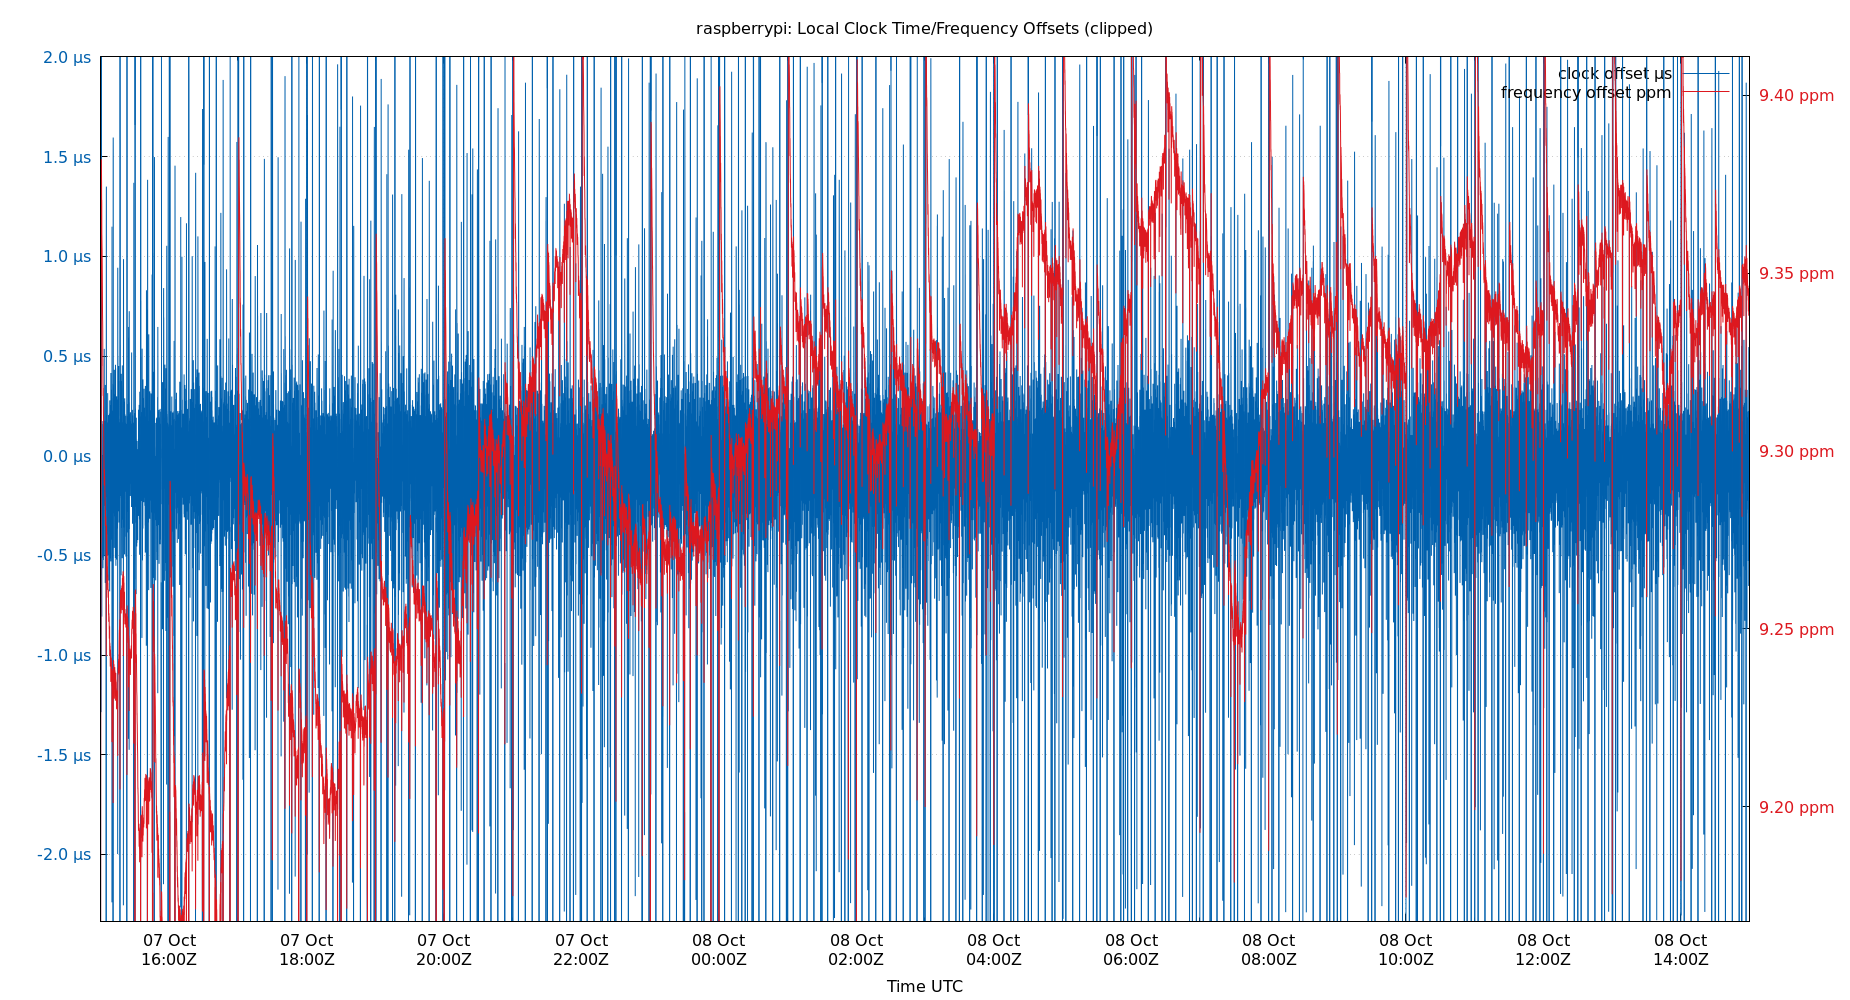 raspberrypi: Local Clock Time/Frequency Offsets (clipped)
2.0 µs
1.5 µs
1.0 µs
0.5 µs
0.0 µs
-0.5 µs
-1.0 µs
-1.5 µs
-2.0 µs
clock offset µs
frequency offset ppm
9.40 ppm
9.35 ppm
9.30 ppm
9.25 ppm
9.20 ppm
07 Oct 07 Oct 07 Oct 07 Oct 08 Oct 08 Oct 08 Oct 08 Oct 08 Oct 08 Oct 08 Oct 08 Oct
16:00Z 18:00Z 20:00Z 22:00Z 00:00Z 02:00Z 04:00Z 06:00Z 08:00Z 10:00Z 12:00Z 14:00Z
Time UTC